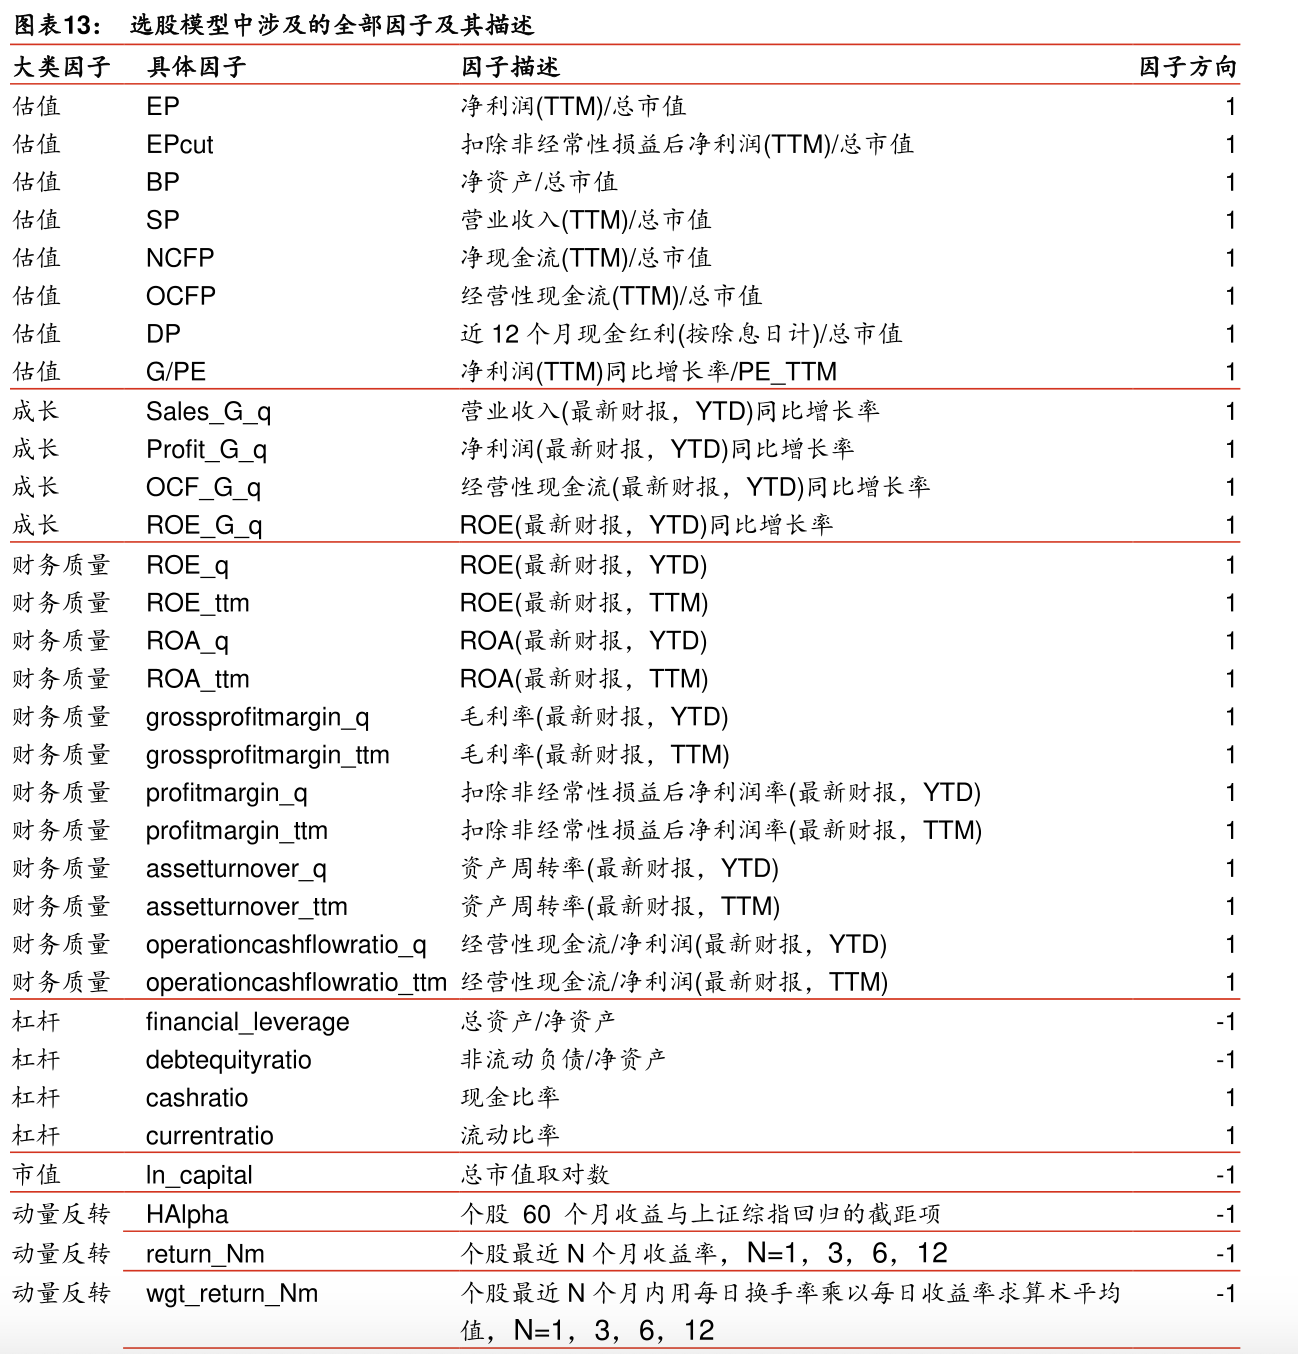 图表13： 选股模型中涉及的全部因子及其描述
大类因子 具体因子 因子描述 因子方向
估值 EP 净利润(TTM)/总市值 1
估值 EPcut 扣除非经常性损益后净利润(TTM)/总市值 1
估值 BP 净资产/总市值 1
估值 SP 营业收入(TTM)/总市值 1
估值 NCFP 净现金流(TTM)/总市值 1
估值 OCFP 经营性现金流(TTM)/总市值 1
估值 DP 近 12 个月现金红利(按除息日计)/总市值 1
估值 G/PE 净利润(TTM)同比增长率/PE_TTM 1
成长 Sales_G_q 营业收入(最新财报，YTD)同比增长率 1
成长 Profit_G_q 净利润(最新财报，YTD)同比增长率 1
成长 OCF_G_q 经营性现金流(最新财报，YTD)同比增长率 1
成长 ROE_G_q ROE(最新财报，YTD)同比增长率 1
财务质量 ROE_q ROE(最新财报，YTD) 1
财务质量 ROE_ttm ROE(最新财报，TTM) 1
财务质量 ROA_q ROA(最新财报，YTD) 1
财务质量 ROA_ttm ROA(最新财报，TTM) 1
财务质量 grossprofitmargin_q 毛利率(最新财报，YTD) 1
财务质量 grossprofitmargin_ttm 毛利率(最新财报，TTM) 1
财务质量 profitmargin_q 扣除非经常性损益后净利润率(最新财报，YTD) 1
财务质量 profitmargin_ttm 扣除非经常性损益后净利润率(最新财报，TTM) 1
财务质量 assetturnover_q 资产周转率(最新财报，YTD) 1
财务质量 assetturnover_ttm 资产周转率(最新财报，TTM) 1
财务质量 operationcashflowratio_q 经营性现金流/净利润(最新财报，YTD) 1
财务质量 operationcashflowratio_ttm 经营性现金流/净利润(最新财报，TTM) 1
杠杆 financial_leverage 总资产/净资产 -1
杠杆 debtequityratio 非流动负债/净资产 -1
杠杆 cashratio 现金比率 1
杠杆 currentratio 流动比率 1
市值 ln_capital 总市值取对数 -1
动量反转 HAlpha 个股 60 个月收益与上证综指回归的截距项 -1
动量反转 return_Nm 个股最近 N 个月收益率，N=1，3，6，12 -1
动量反转 wgt_return_Nm 个股最近 N 个月内用每日换手率乘以每日收益率求算术平均 -1
值，N=1，3，6，12